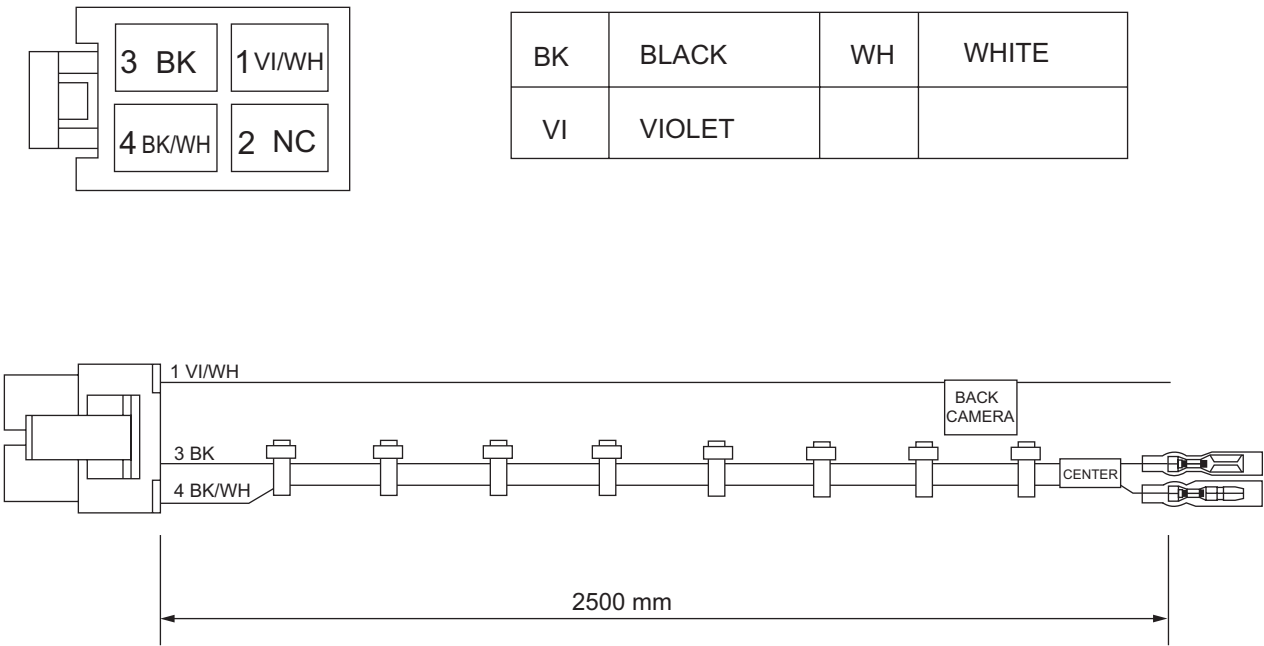 3 BK
1 VI/WH
4 BK/WH
2 NC
BK BLACK WH WHITE
VI VIOLET
1 VI/WH
BACK
CAMERA
3 BK
CENTER
4 BK/WH
2500 mm